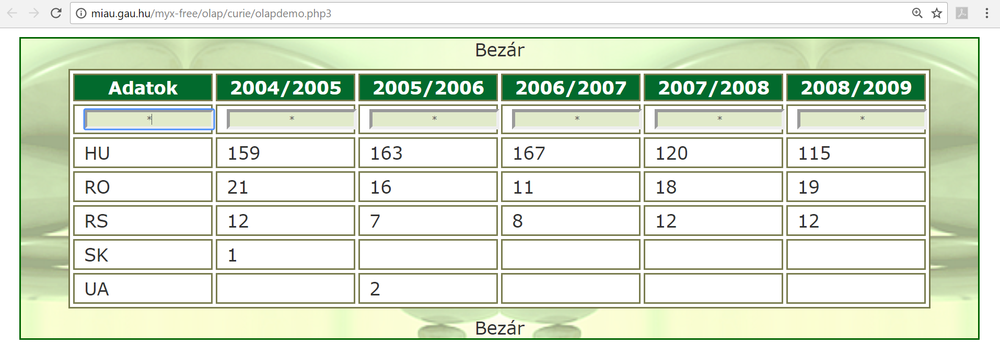 miau.gau.hu/myx-free/olap/curie/olapdemo.php3
Bezár
Adatok 2004/2005 2005/2006 2006/2007 2007/2008 2008/2009
* * * * * *
HU 159 163 167 120 115
RO 21 16 11 18 19
RS 12 7 8 12 12
SK 1
UA 2
Bezár